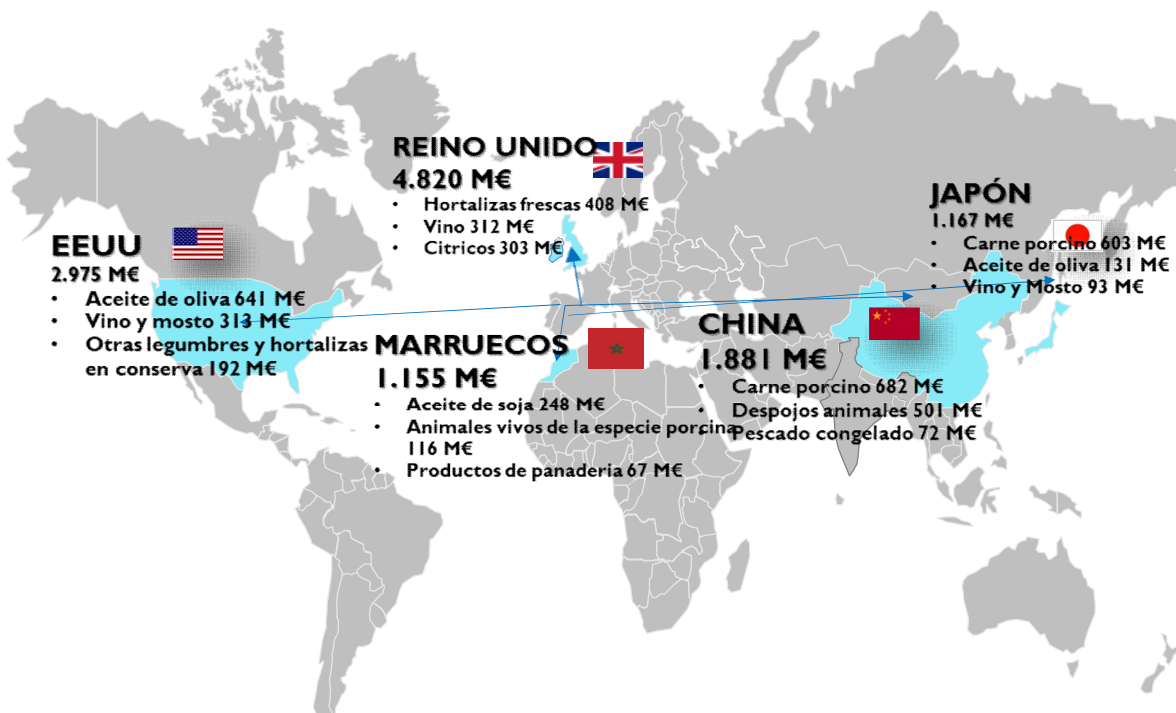 REINO UNIDO
4.820 M€
• Hortalizas frescas 408 M€
• Vino 312 M€
• Citricos 303 M€
JAPÓN
1.167 M€
• Carne porcino 603 M€
• Aceite de oliva 131 M€
• Vino y Mosto 93 M€
EEUU
2.975 M€
• Aceite de oliva 641 M€
• Vino y mosto 313 M€
• Otras legumbres y hortalizas
en conserva 192 M€
MARRUECOS
1.155 M€
• Aceite de soja 248 M€
• Animales vivos de la especie porcina
116 M€
• Productos de panaderia 67 M€
CHINA
1.881 M€
• Carne porcino 682 M€
• Despojos animales 501 M€
• Pescado congelado 72 M€